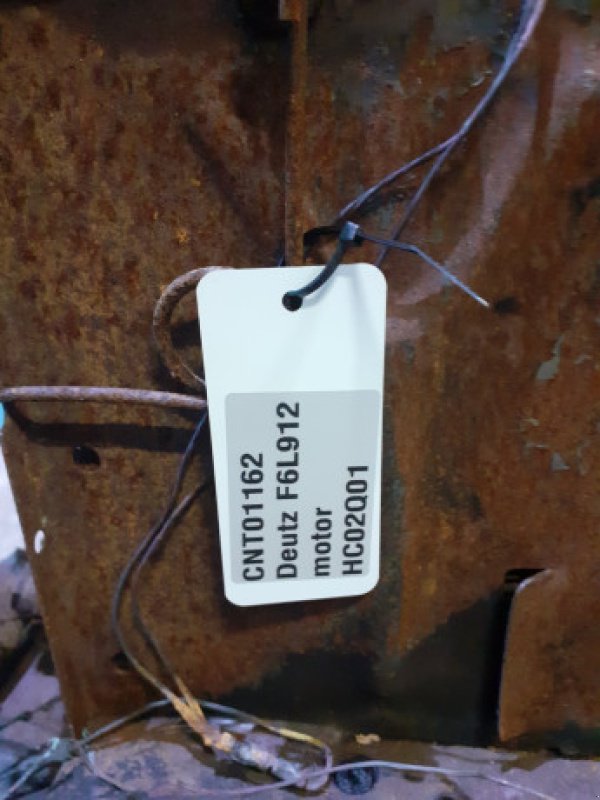 CNT01162
Deutz F6L912
motor
HC02Q01